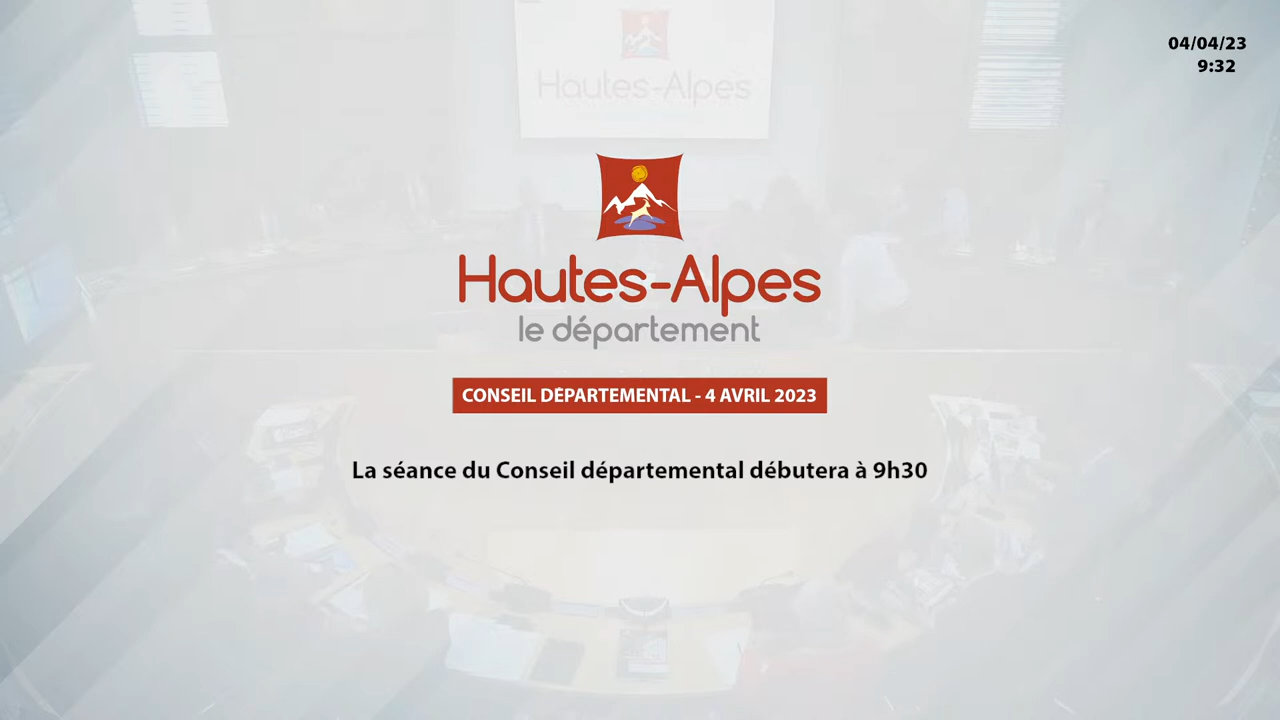 04/04/23
9:32
Hautes-Alpes
Hautes-Alpes
le département
CONSEIL DÉPARTEMENTAL - 4 AVRIL 2023
La séance du Conseil départemental débutera à 9h30